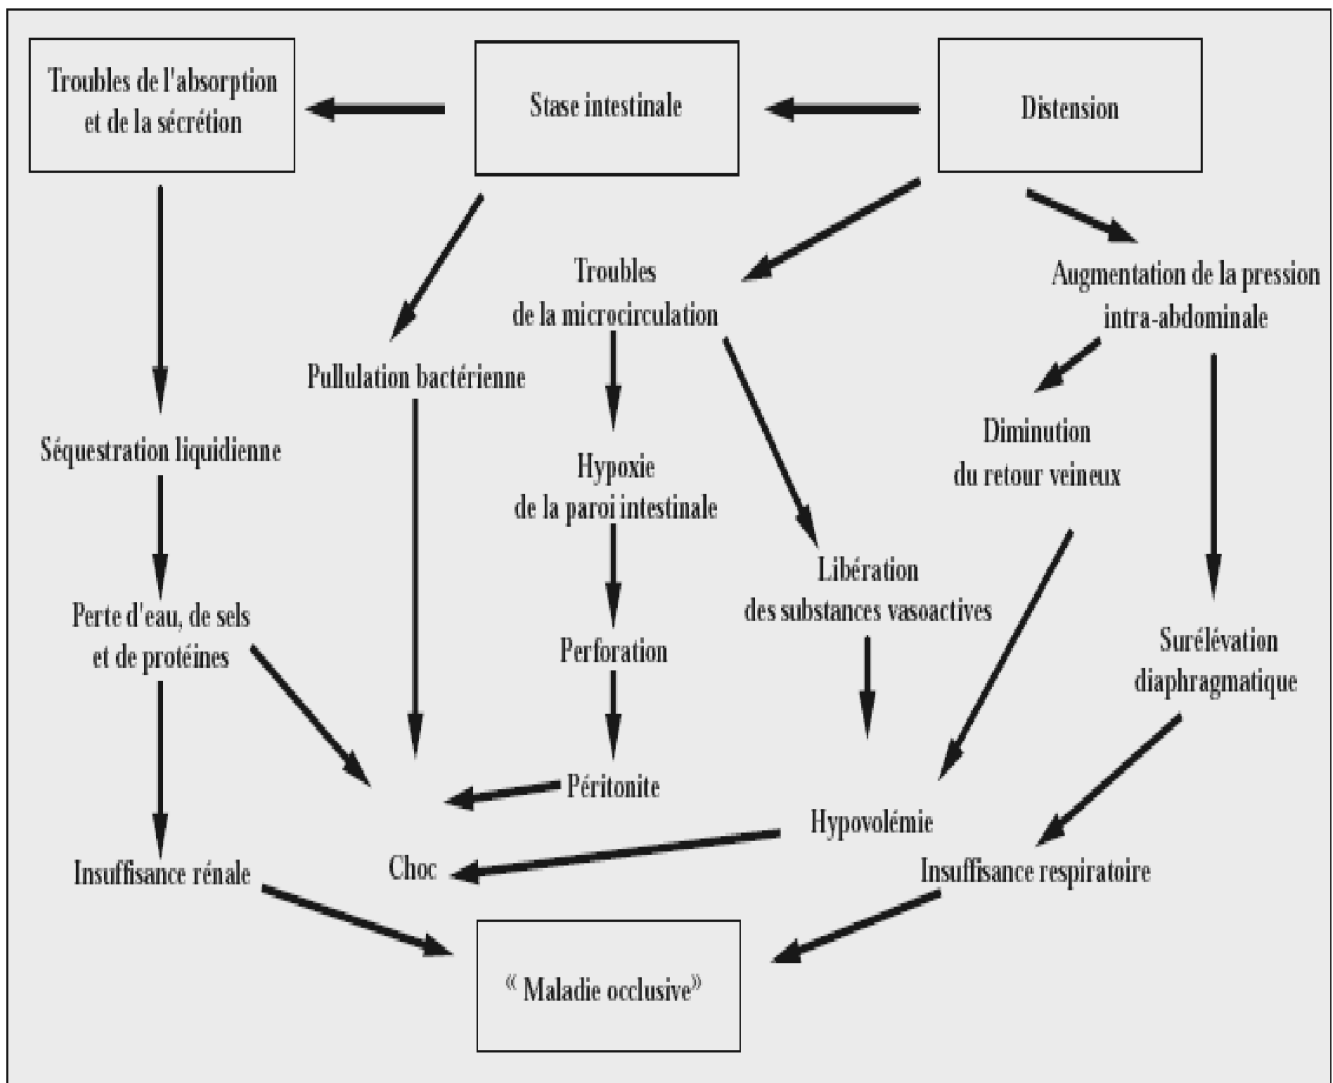 Troubles de l'absorption
et de la sécrétion
Stase intestinale
Distension
Troubles
de la microcirculation
Augmentation de la pression
intra-abdominale
Pullulation bactérienne
Séquestration liquidienne
Hypoxie
de la paroi intestinale
Diminution
du retour veineux
Libération
des substances vasoactives
Perte d'eau, de sels
et de protéines
Perforation
Surélévation
diaphragmatique
Péritonite
Hypovolémie
Insuffisance rénale
Choc
Insuffisance respiratoire
« Maladie occlusive»